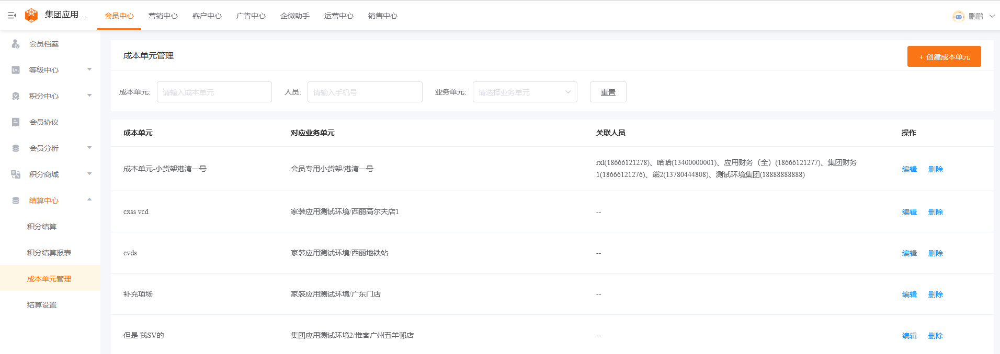 集团应用...
会员中心
营销中心
客户中心
广告中心
企微助手
运营中心
销售中心
鹏鹏
会员档案
等级中心
积分中心
会员协议
会员分析
积分商城
结算中心
积分结算
积分结算报表
成本单元管理
结算设置
成本单元管理
+ 创建成本单元
成本单元: 请输入成本单元 人员: 请输入手机号 业务单元: 请选择业务单元 重置
成本单元 对应业务单元 关联人员 操作
成本单元-小货架港湾一号 会员专用小货架/港湾一号
rxl(18666121278)、哈哈(13400000001)、应用财务（全）(18666121277)、集团财务
1(18666121276)、熊2(13780444808)、测试环境集团(18888888888)
编辑 删除
cxss vcd 家装应用测试环境/西丽高尔夫店1 -- 编辑 删除
cvds 家装应用测试环境/西丽地铁站 -- 编辑 删除
补充项场 家装应用测试环境/广东门店 -- 编辑 删除
但是 我SV的 集团应用测试环境2/惟客广州五羊邨店 -- 编辑 删除